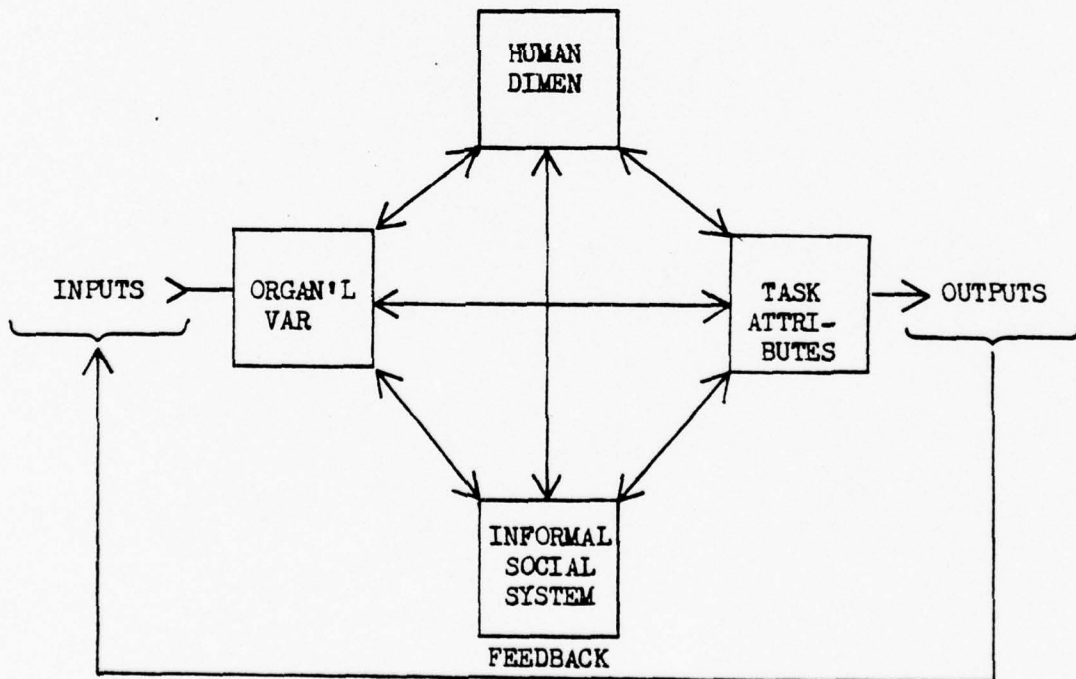 HUMAN
DIMEN
INPUTS
ORGAN'L
VAR
TASK
ATTRI-
BUTES
OUTPUTS
INFORMAL
SOCIAL
SYSTEM
FEEDBACK